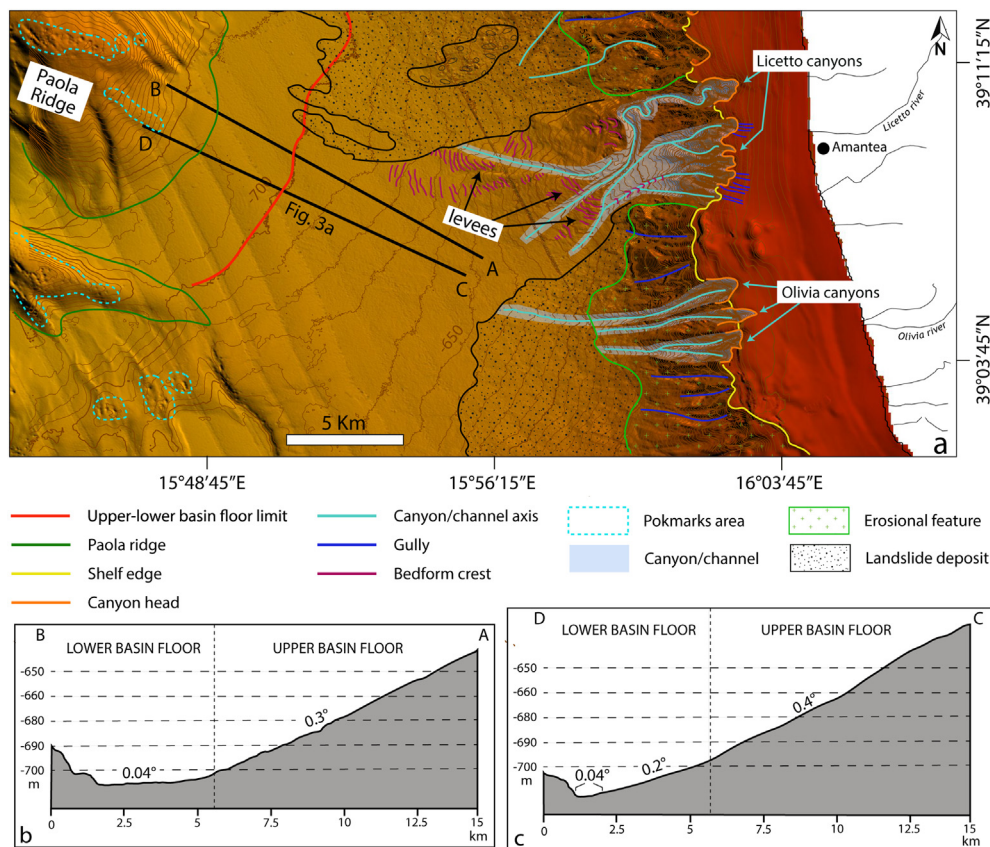 Paola
Ridge
B
D
A
C
Fig. 3a
-700
-650
levees
5 Km
N
Licetto canyons
Licetto river
Amantea
Olivia canyons
Olivia river
a
39°11'15"N
39°03'45"N
15°48'45"E
15°56'15"E
16°03'45"E
Upper-lower basin floor limit
Paola ridge
Shelf edge
Canyon head
Canyon/channel axis
Gully
Bedform crest
Pokmarks area
Canyon/channel
Erosional feature
Landslide deposit
B
A
LOWER BASIN FLOOR
UPPER BASIN FLOOR
-650
-660
-680
-690
-700
m
0.04°
0.3°
0
2.5
5
7.5
10
12.5
15
km
b
D
C
LOWER BASIN FLOOR
UPPER BASIN FLOOR
-650
-660
-680
-690
-700
m
0.04°
0.2°
0.4°
0
2.5
5
7.5
10
12.5
15
km
c